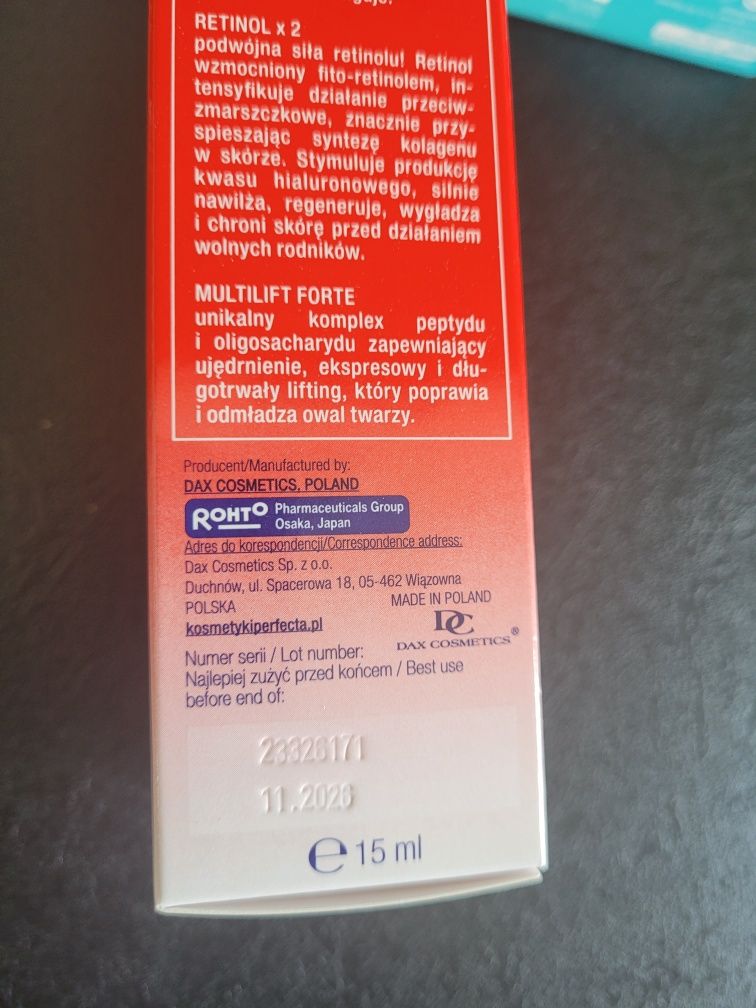 RETINOL x 2
podwójna siła retinolu! Retinol
wzmocniony fito-retinolem, in-
tensyfikuje działanie przeciw-
zmarszczkowe, znacznie przy-
spieszając syntezę kolagenu
w skórze. Stymuluje produkcję
kwasu hialuronowego, silnie
nawilża, regeneruje, wygładza
i chroni skórę przed działaniem
wolnych rodników.
MULTILIFT FORTE
unikalny komplex peptydu
i oligosacharydu zapewniający
ujędrnienie, ekspresowy i dłu-
gotrwały lifting, który poprawia
i odmładza owal twarzy.
Producent/Manufactured by:
DAX COSMETICS, POLAND
ROHTO Pharmaceuticals Group
Osaka, Japan
Adres do korespondencji/Correspondence address:
Dax Cosmetics Sp. z o.o.
Duchnów, ul. Spacerowa 18, 05-462 Wiązowna
POLSKA
MADE IN POLAND
kosmetykiperfecta.pl
DC
DAX COSMETICS®
Numer serii / Lot number:
Najlepiej zużyć przed końcem / Best use
before end of:
23326171
11.2026
℮ 15 ml